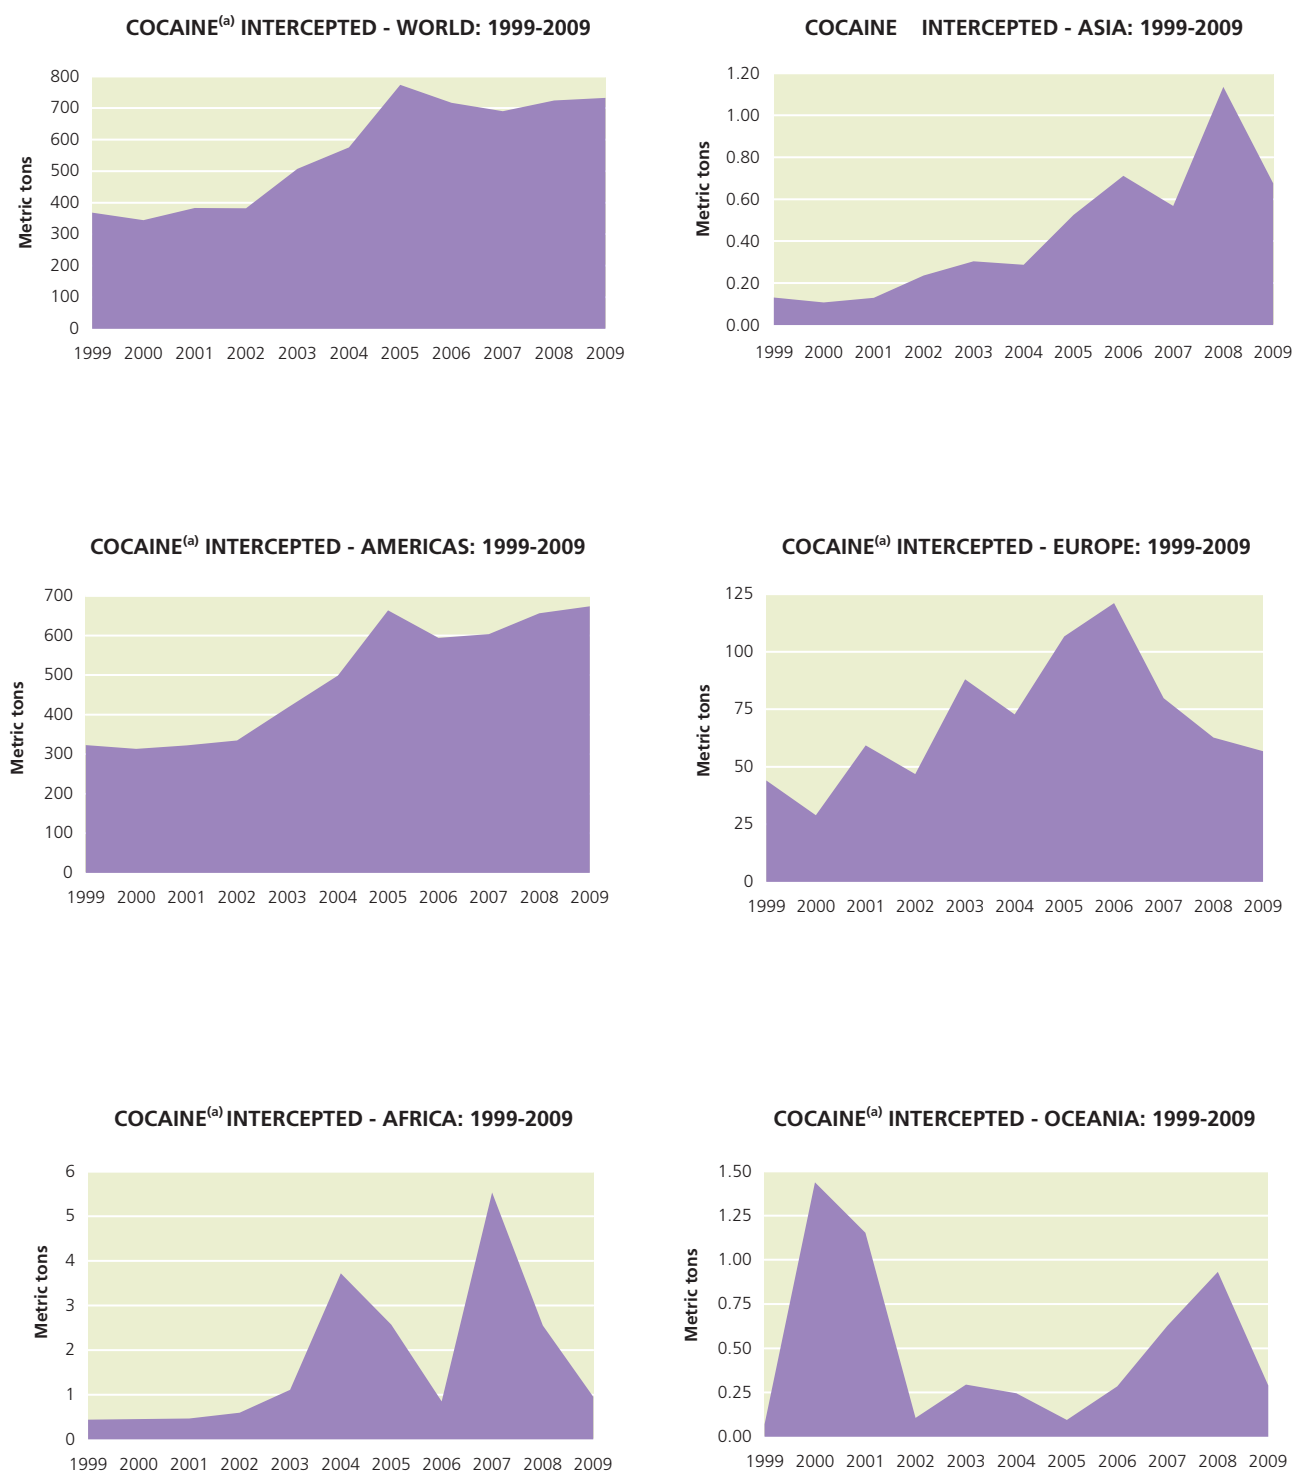 COCAINE(a) INTERCEPTED - WORLD: 1999-2009
800
700
600
500
400
300
200
100
0
Metric tons
1999 2000 2001 2002 2003 2004 2005 2006 2007 2008 2009
COCAINE INTERCEPTED - ASIA: 1999-2009
1.20
1.00
0.80
0.60
0.40
0.20
0.00
Metric tons
1999 2000 2001 2002 2003 2004 2005 2006 2007 2008 2009
COCAINE(a) INTERCEPTED - AMERICAS: 1999-2009
700
600
500
400
300
200
100
0
Metric tons
1999 2000 2001 2002 2003 2004 2005 2006 2007 2008 2009
COCAINE(a) INTERCEPTED - EUROPE: 1999-2009
125
100
75
50
25
0
Metric tons
1999 2000 2001 2002 2003 2004 2005 2006 2007 2008 2009
COCAINE(a) INTERCEPTED - AFRICA: 1999-2009
6
5
4
3
2
1
0
Metric tons
1999 2000 2001 2002 2003 2004 2005 2006 2007 2008 2009
COCAINE(a) INTERCEPTED - OCEANIA: 1999-2009
1.50
1.25
1.00
0.75
0.50
0.25
0.00
Metric tons
1999 2000 2001 2002 2003 2004 2005 2006 2007 2008 2009